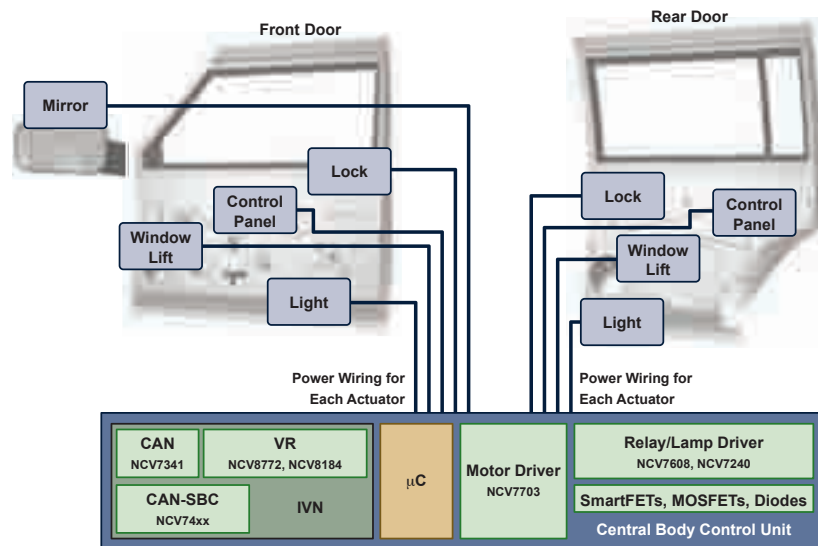 Front Door
Rear Door
Mirror
Lock
Control
Panel
Window
Lift
Light
Lock
Control
Panel
Window
Lift
Light
Power Wiring for
Each Actuator
Power Wiring for
Each Actuator
CAN
NCV7341
VR
NCV8772, NCV8184
CAN-SBC
NCV74xx
IVN
μC
Motor Driver
NCV7703
Relay/Lamp Driver
NCV7608, NCV7240
SmartFETs, MOSFETs, Diodes
Central Body Control Unit